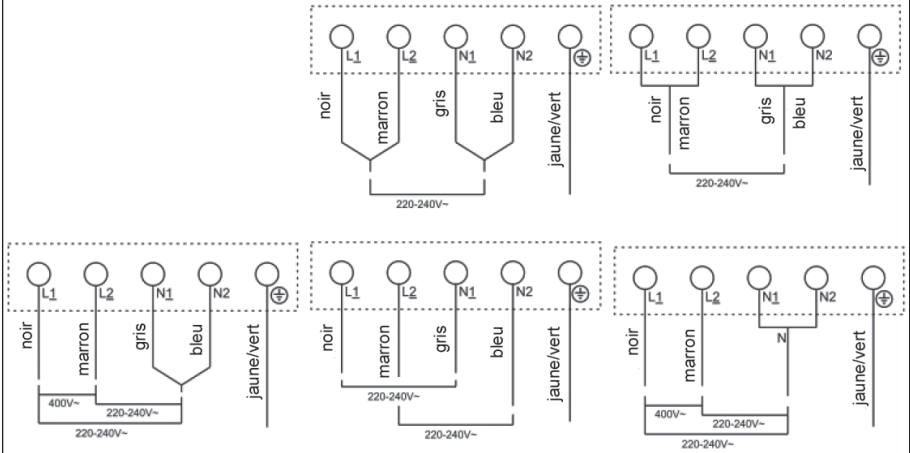 L1 L2 N1 N2
noir marron gris bleu jaune/vert
220-240V~
L1 L2 N1 N2
noir marron gris bleu jaune/vert
220-240V~
L1 L2 N1 N2
noir marron gris bleu jaune/vert
400V~
220-240V~
220-240V~
L1 L2 N1 N2
noir marron gris bleu jaune/vert
220-240V~
220-240V~
L1 L2 N1 N2
N
noir marron jaune/vert
400V~
220-240V~
220-240V~